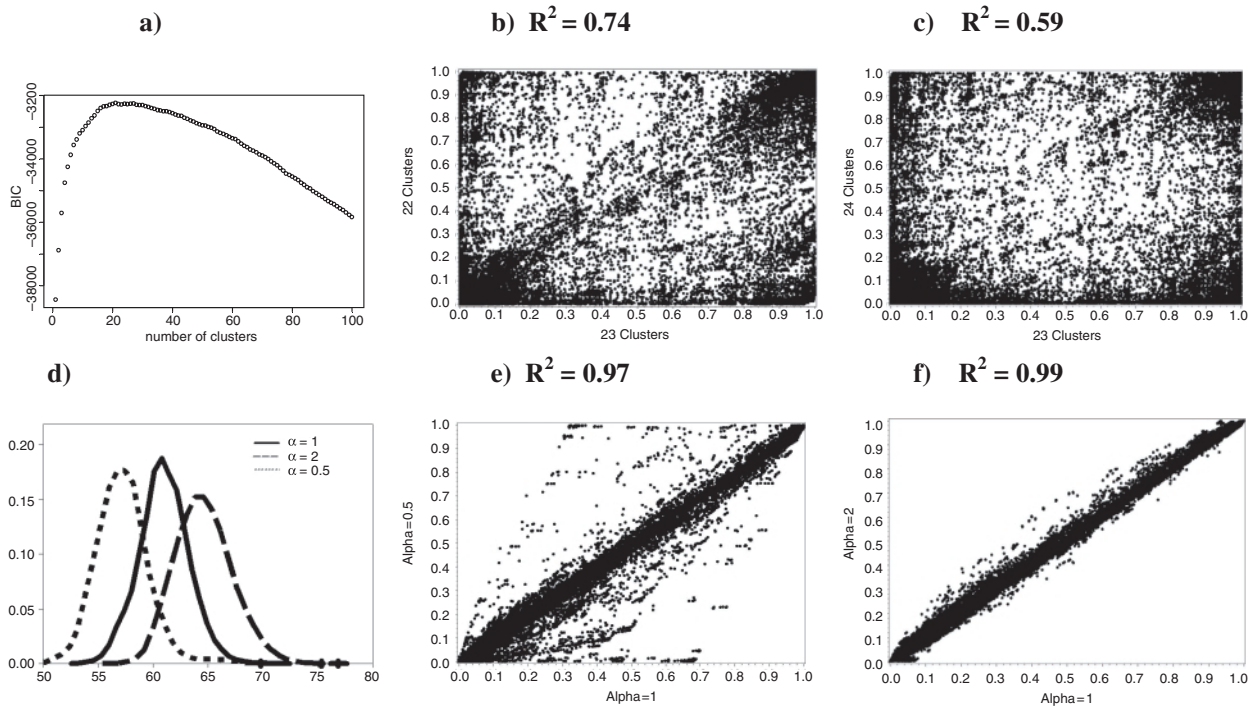 a)
b) R² = 0.74
c) R² = 0.59
BIC
−3200
−34000
−36000
−38000
0 20 40 60 80 100
number of clusters
22 Clusters
1.0
0.9
0.8
0.7
0.6
0.5
0.4
0.3
0.2
0.1
0.0
0.0 0.1 0.2 0.3 0.4 0.5 0.6 0.7 0.8 0.9 1.0
23 Clusters
24 Clusters
1.0
0.9
0.8
0.7
0.6
0.5
0.4
0.3
0.2
0.1
0.0
0.0 0.1 0.2 0.3 0.4 0.5 0.6 0.7 0.8 0.9 1.0
23 Clusters
d)
e) R² = 0.97
f) R² = 0.99
0.20
0.15
0.10
0.05
0.00
α = 1
α = 2
α = 0.5
50 55 60 65 70 75 80
Alpha=0.5
1.0
0.9
0.8
0.7
0.6
0.5
0.4
0.3
0.2
0.1
0.0
0.0 0.1 0.2 0.3 0.4 0.5 0.6 0.7 0.8 0.9 1.0
Alpha=1
Alpha=2
1.0
0.9
0.8
0.7
0.6
0.5
0.4
0.3
0.2
0.1
0.0
0.0 0.1 0.2 0.3 0.4 0.5 0.6 0.7 0.8 0.9 1.0
Alpha=1